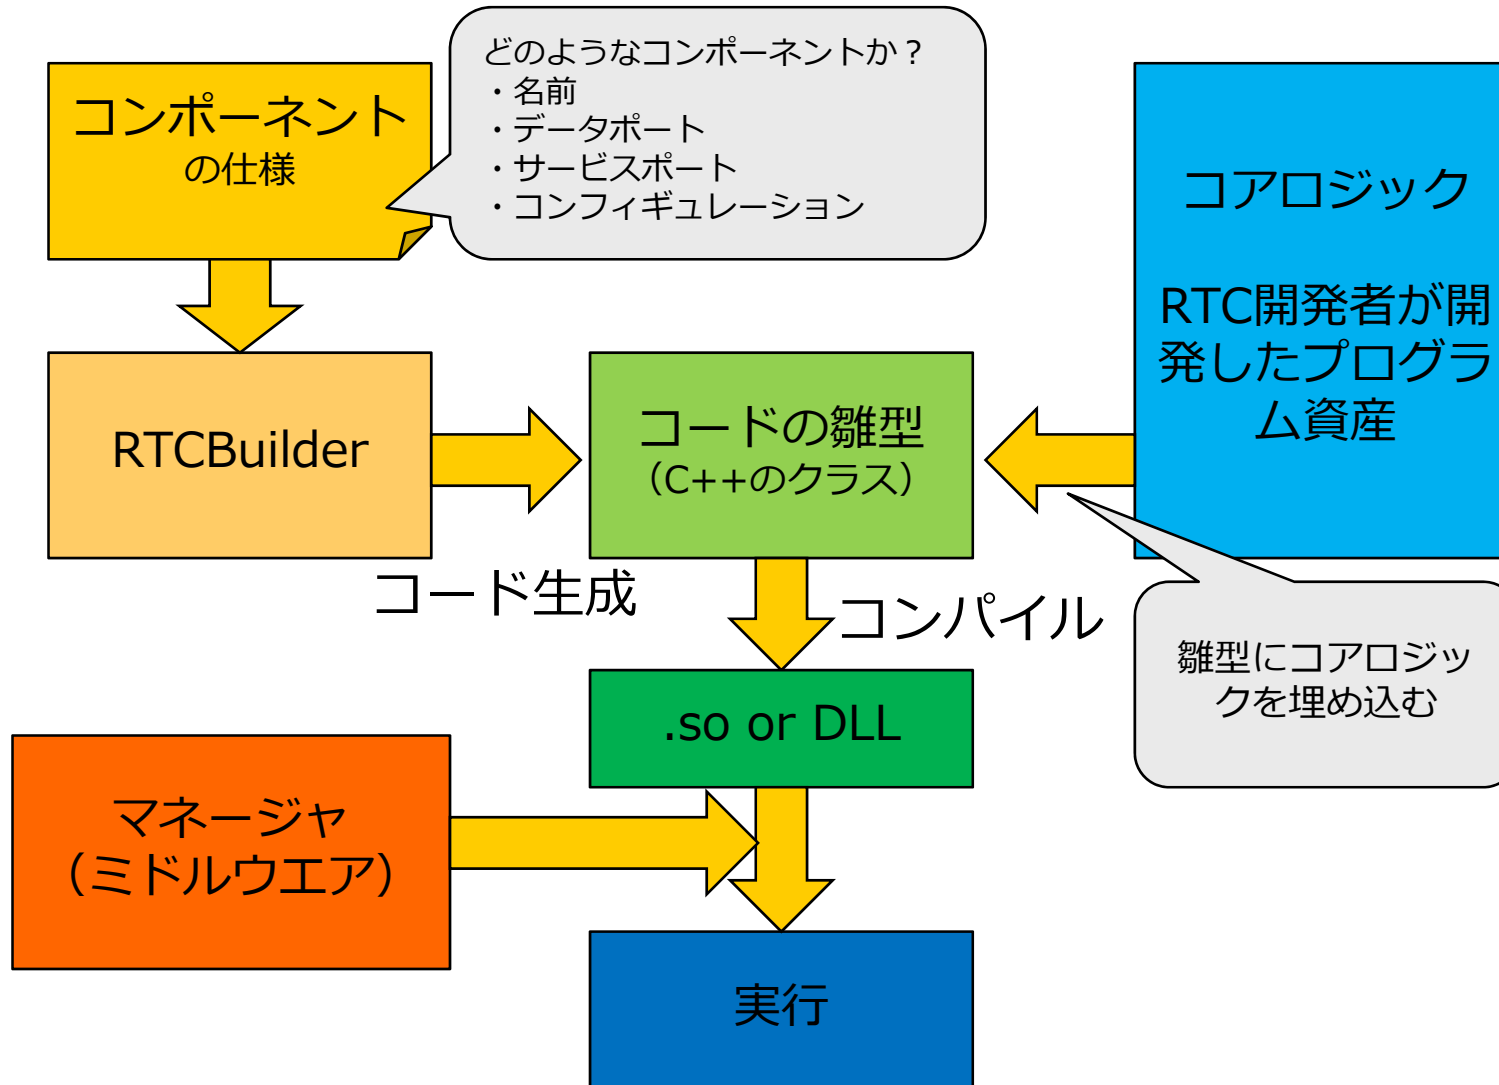 コンポーネント
の仕様
どのようなコンポーネントか？
・名前
・データポート
・サービスポート
・コンフィギュレーション
コアロジック
RTC開発者が開
発したプログラ
ム資産
RTCBuilder
コードの雛型
（C++のクラス）
コード生成
コンパイル
雛型にコアロジッ
クを埋め込む
.so or DLL
マネージャ
（ミドルウエア）
実行